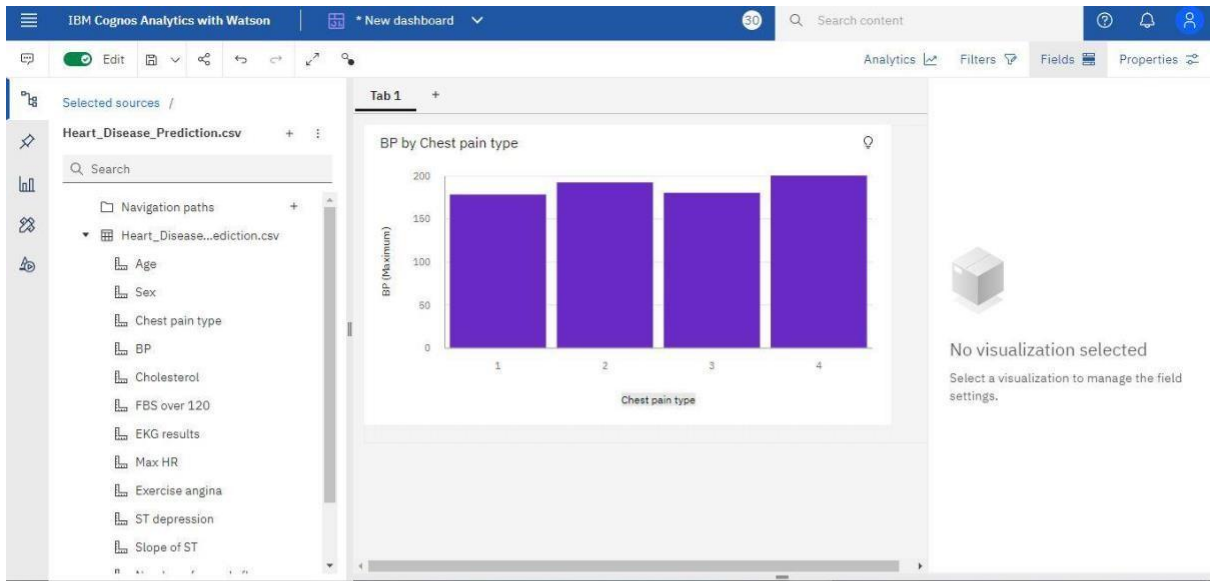 IBM Cognos Analytics with Watson
* New dashboard
30
Search content
Edit
Analytics
Filters
Fields
Properties
Selected sources /
Heart_Disease_Prediction.csv
Search
Navigation paths
Heart_Disease...ediction.csv
Age
Sex
Chest pain type
BP
Cholesterol
FBS over 120
EKG results
Max HR
Exercise angina
ST depression
Slope of ST
Tab 1
BP by Chest pain type
BP (Maximum)
200
150
100
50
0
1
2
3
4
Chest pain type
No visualization selected
Select a visualization to manage the field
settings.